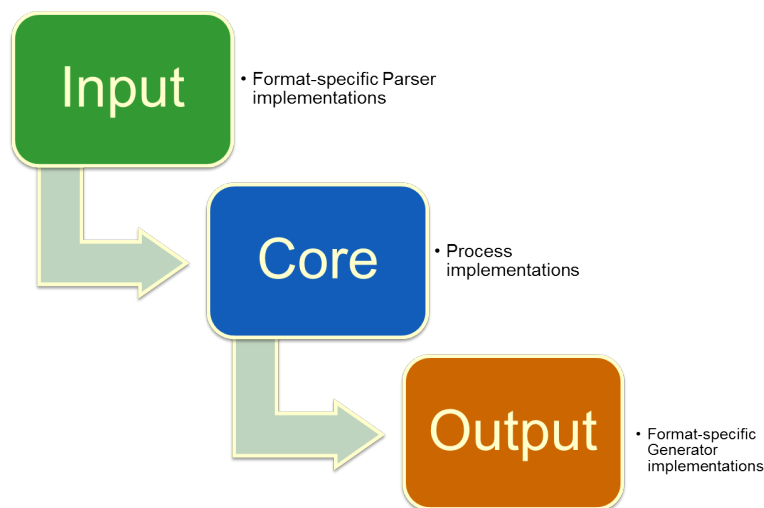 Input
• Format-specific Parser
implementations
Core
• Process
implementations
Output
• Format-specific
Generator
implementations